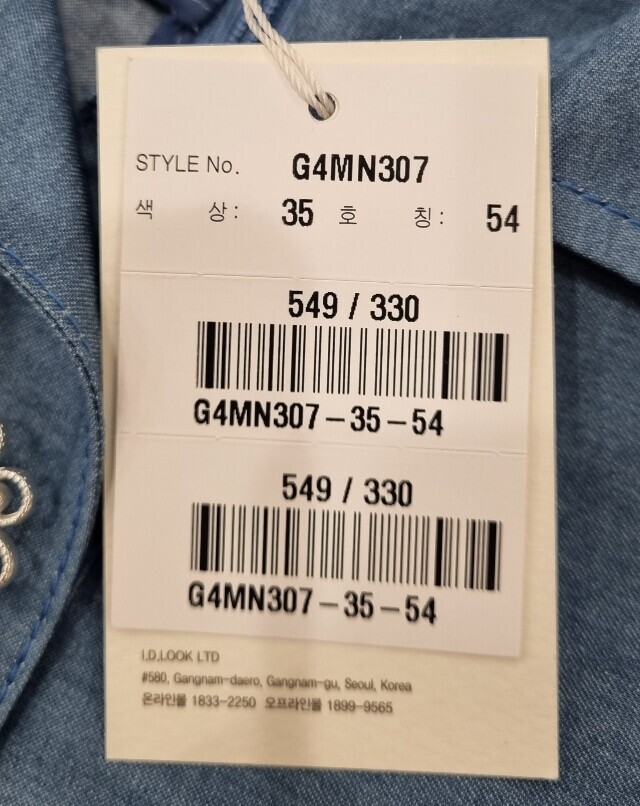 STYLE No. G4MN307
색 상: 35 호 칭: 54
549 / 330
G4MN307-35-54
549 / 330
G4MN307-35-54
I.D.LOOK LTD
#580, Gangnam-daero, Gangnam-gu, Seoul, Korea
온라인몰 1833-2250 오프라인몰 1899-9565